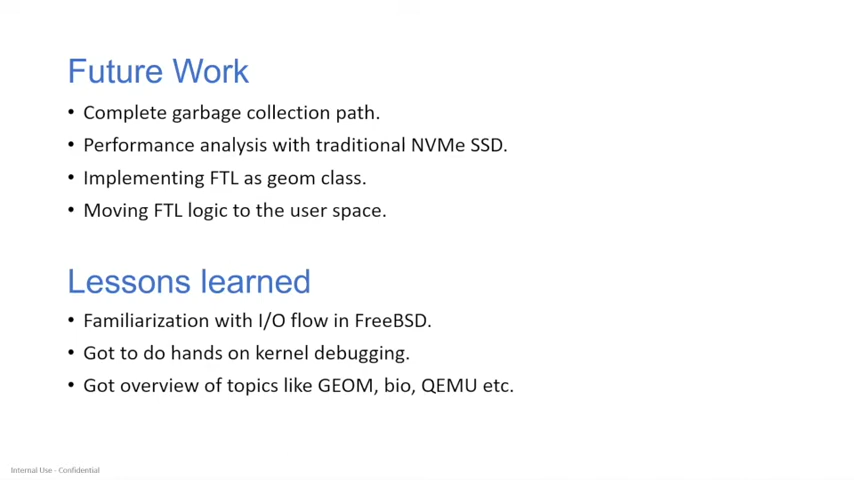 Future Work
• Complete garbage collection path.
• Performance analysis with traditional NVMe SSD.
• Implementing FTL as geom class.
• Moving FTL logic to the user space.
Lessons learned
• Familiarization with I/O flow in FreeBSD.
• Got to do hands on kernel debugging.
• Got overview of topics like GEOM, bio, QEMU etc.
Internal Use - Confidential